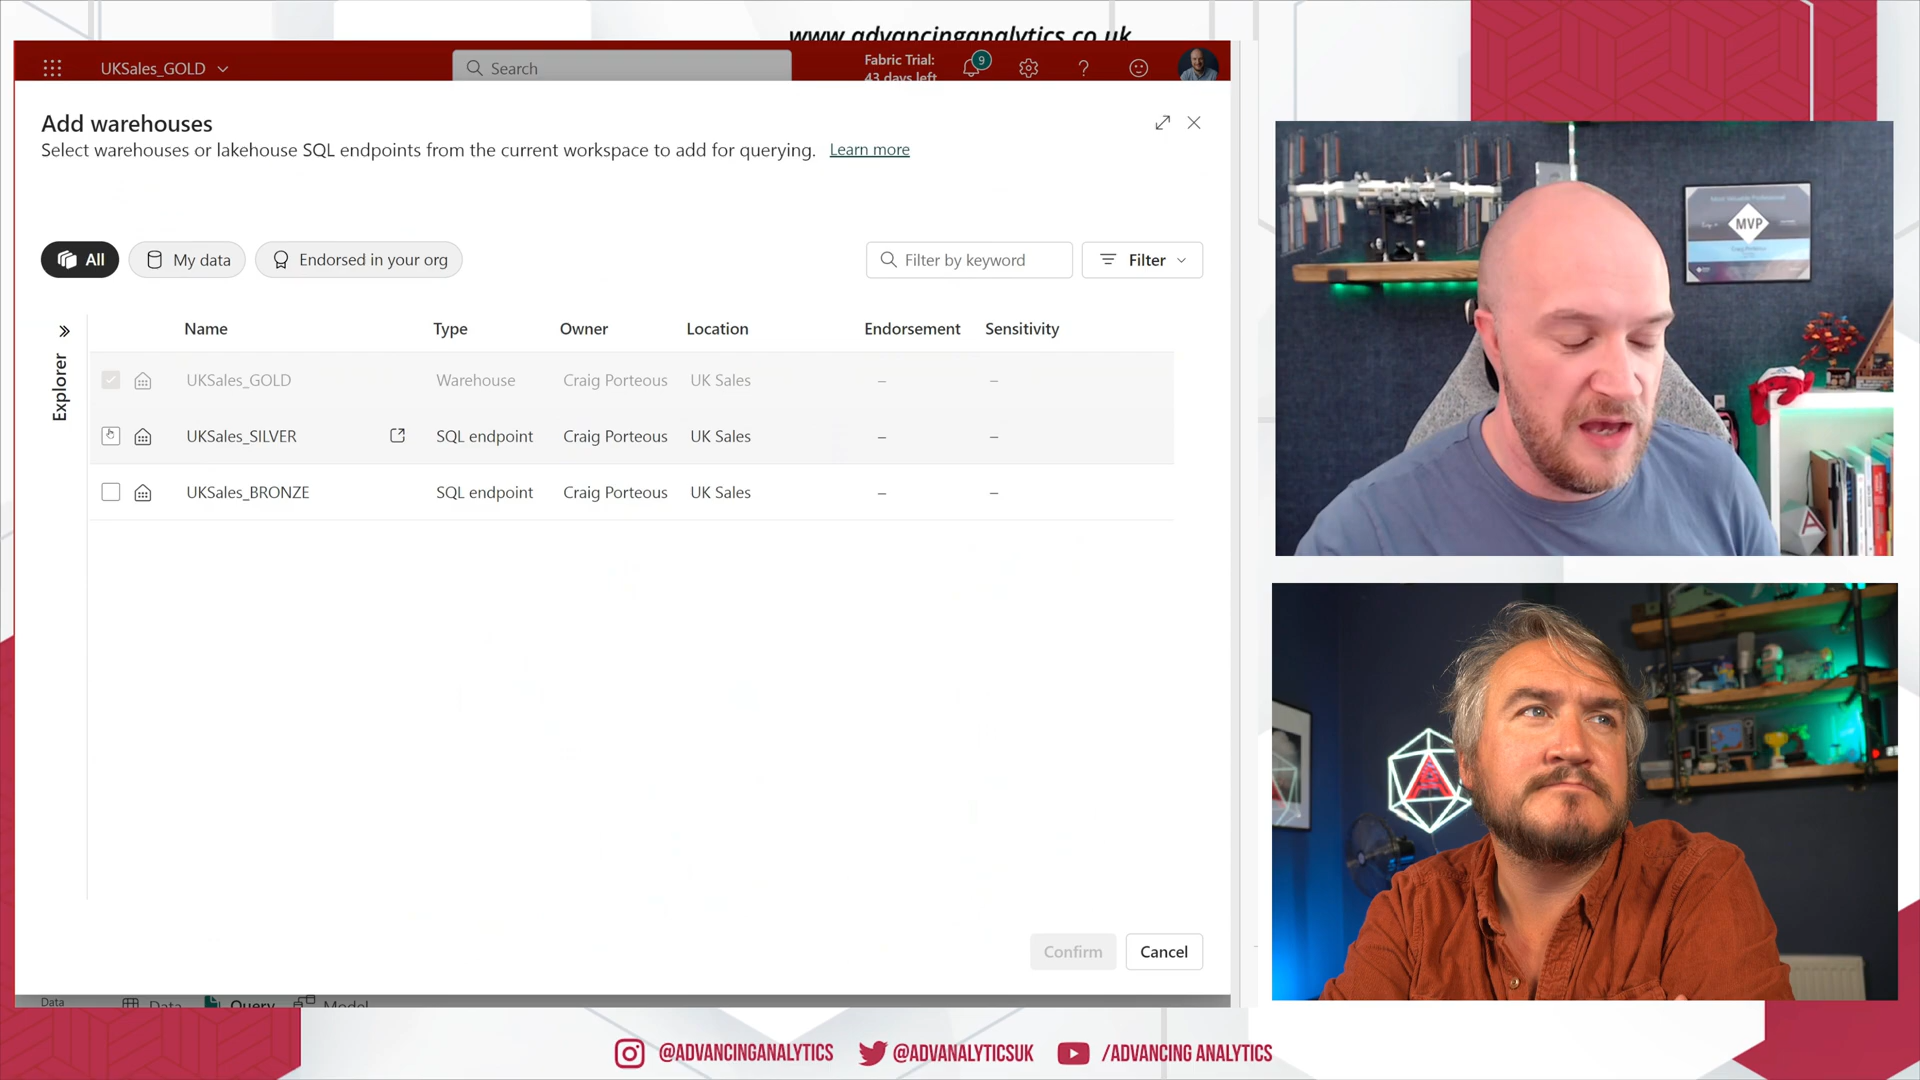 www.advancinganalytics.co.uk
UKSales_GOLD
Search
Fabric Trial:
43 days left
9
Add warehouses
Select warehouses or lakehouse SQL endpoints from the current workspace to add for querying. Learn more
All
My data
Endorsed in your org
Filter by keyword
Filter
Explorer
Name Type Owner Location Endorsement Sensitivity
UKSales_GOLD Warehouse Craig Porteous UK Sales – –
UKSales_SILVER SQL endpoint Craig Porteous UK Sales – –
UKSales_BRONZE SQL endpoint Craig Porteous UK Sales – –
Confirm Cancel
Data Data Query Model
MVP
@ADVANCINGANALYTICS @ADVANALYTICSUK /ADVANCING ANALYTICS